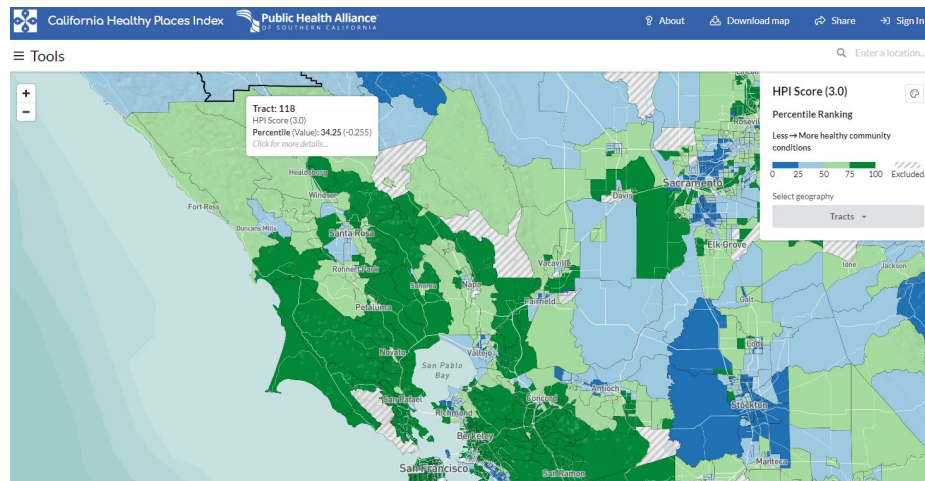 California Healthy Places Index
Public Health Alliance
OF SOUTHERN CALIFORNIA
About
Download map
Share
Sign In
Tools
Enter a location...
+
−
Tract: 118
HPI Score (3.0)
Percentile (Value): 34.25 (-0.255)
Click for more details...
HPI Score (3.0)
Percentile Ranking
Less → More healthy community
conditions
0 25 50 75 100 Excluded
Select geography
Tracts
Lincoln
Roseville
Healdsburg
Windsor
Sacramento
Davis
Fort Ross
Duncans Mills
Santa Rosa
Elk Grove
Rohnert Park
Vacaville
Ione
Jackson
Sonoma
Napa
Petaluma
Fairfield
Galt
Novato
Vallejo
Lodi
San Pablo
Bay
Antioch
San Rafael
Concord
Stockton
Richmond
Berkeley
San Francisco
San Ramon
Manteca